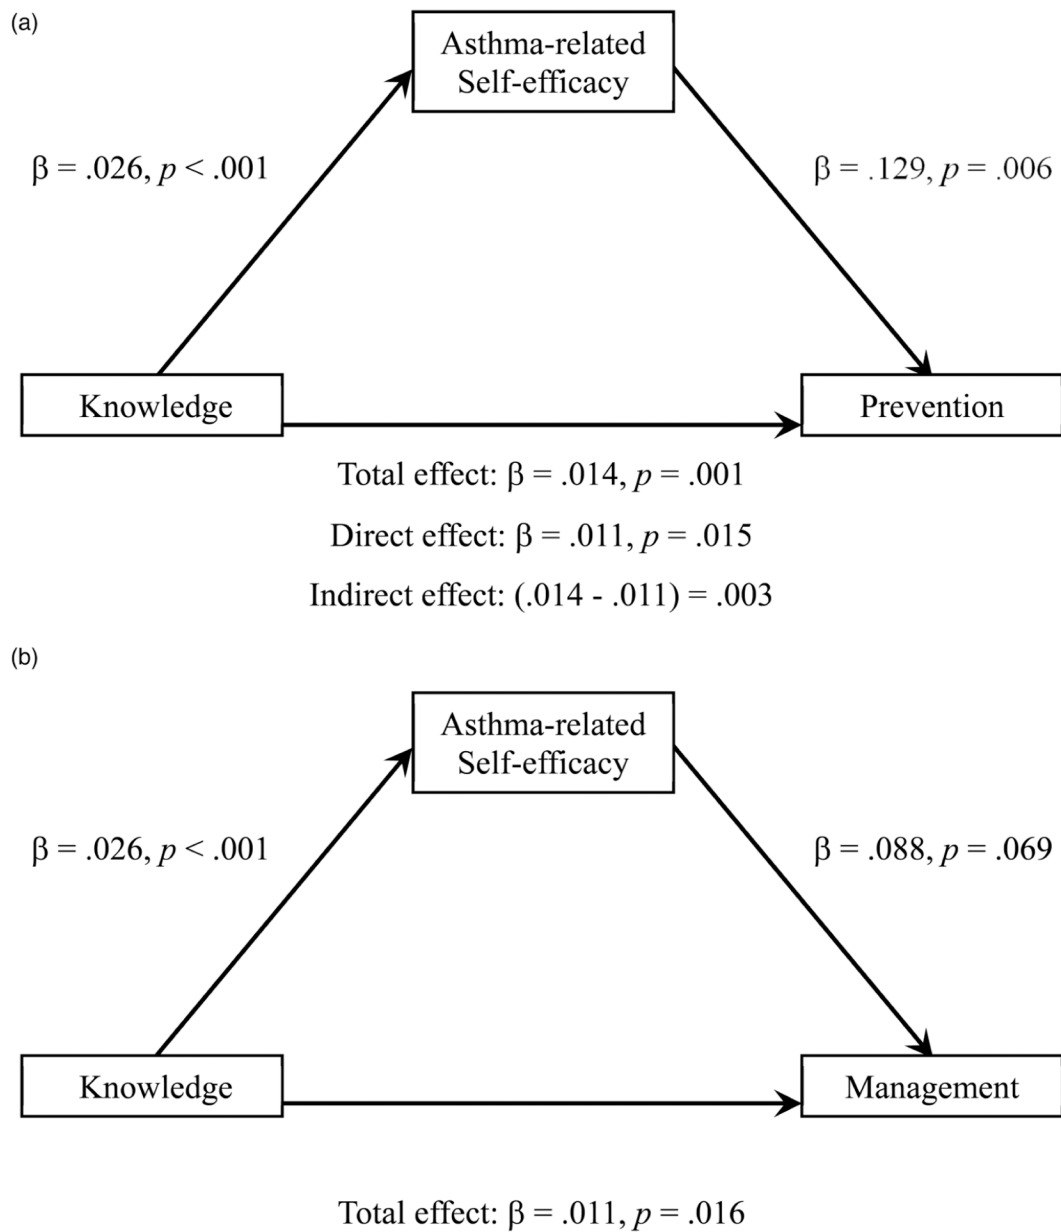 (a)
Asthma-related
Self-efficacy
β = .026, p < .001
β = .129, p = .006
Knowledge
Prevention
Total effect: β = .014, p = .001
Direct effect: β = .011, p = .015
Indirect effect: (.014 - .011) = .003
(b)
Asthma-related
Self-efficacy
β = .026, p < .001
β = .088, p = .069
Knowledge
Management
Total effect: β = .011, p = .016